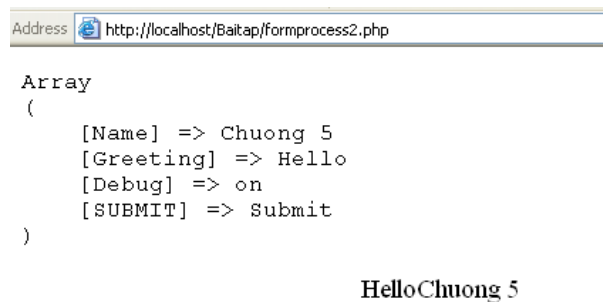 Address http://localhost/Baitap/formprocess2.php
Array
(
[Name] => Chuong 5
[Greeting] => Hello
[Debug] => on
[SUBMIT] => Submit
)
HelloChuong 5